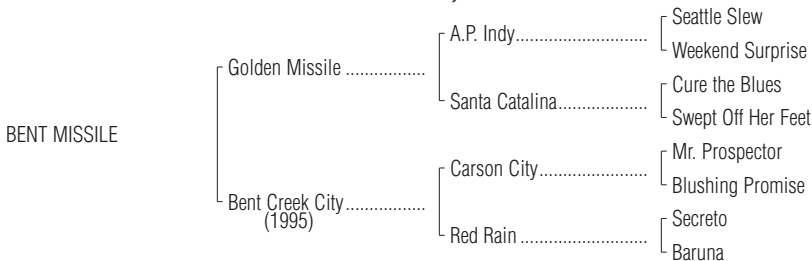 Seattle Slew
A.P. Indy............................
Weekend Surprise
Golden Missile .................
Cure the Blues
Santa Catalina...................
Swept Off Her Feet
BENT MISSILE
Mr. Prospector
Carson City.......................
Blushing Promise
Bent Creek City.................
(1995)
Secreto
Red Rain ...........................
Baruna